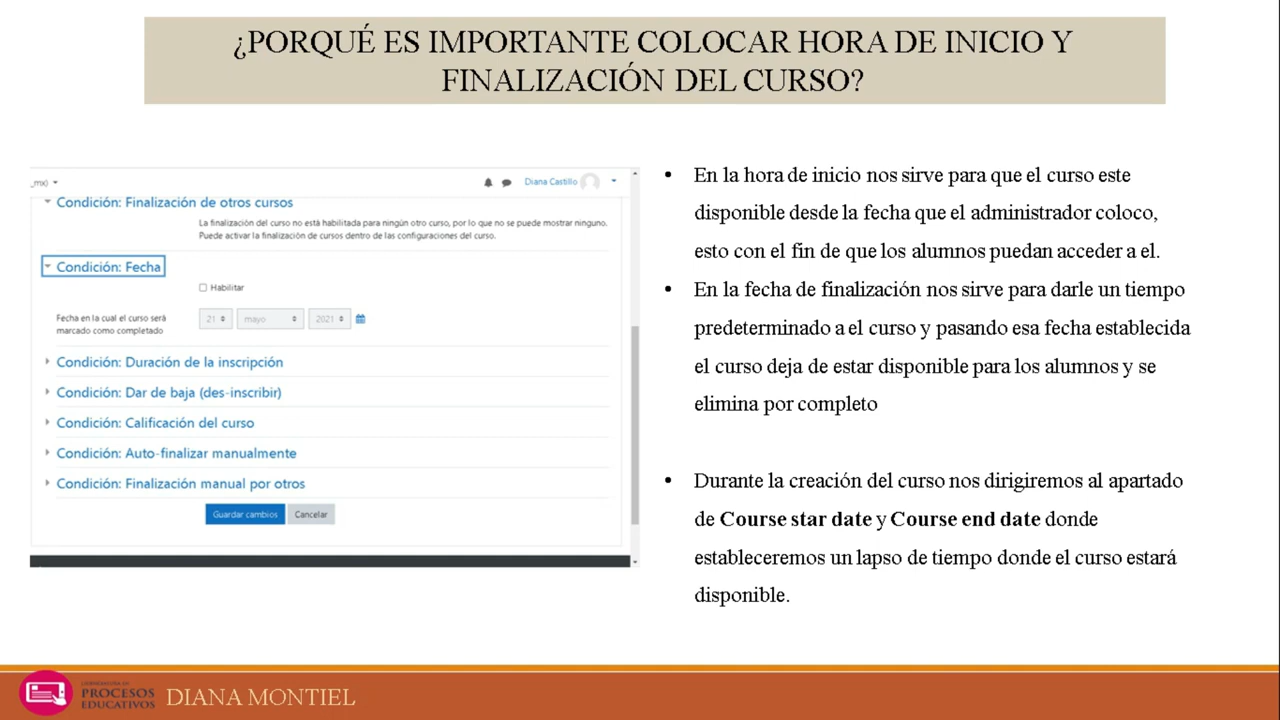 ¿PORQUÉ ES IMPORTANTE COLOCAR HORA DE INICIO Y
FINALIZACIÓN DEL CURSO?
_mx)
Diana Castillo
Condición: Finalización de otros cursos
La finalización del curso no está habilitada para ningún otro curso, por lo que no se puede mostrar ninguno.
Puede activar la finalización de cursos dentro de las configuraciones del curso.
Condición: Fecha
Habilitar
Fecha en la cual el curso será
marcado como completado
21
mayo
2021
Condición: Duración de la inscripción
Condición: Dar de baja (des-inscribir)
Condición: Calificación del curso
Condición: Auto-finalizar manualmente
Condición: Finalización manual por otros
Guardar cambios
Cancelar
• En la hora de inicio nos sirve para que el curso este
disponible desde la fecha que el administrador coloco,
esto con el fin de que los alumnos puedan acceder a el.
• En la fecha de finalización nos sirve para darle un tiempo
predeterminado a el curso y pasando esa fecha establecida
el curso deja de estar disponible para los alumnos y se
elimina por completo
• Durante la creación del curso nos dirigiremos al apartado
de Course star date y Course end date donde
estableceremos un lapso de tiempo donde el curso estará
disponible.
LICENCIATURA EN
PROCESOS
EDUCATIVOS
DIANA MONTIEL